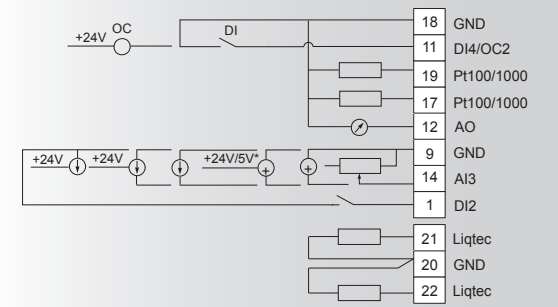 +24V OC DI 18 GND
11 DI4/OC2
19 Pt100/1000
17 Pt100/1000
12 AO
9 GND
+24V +24V +24V/5V* 14 AI3
1 DI2
21 Liqtec
20 GND
22 Liqtec